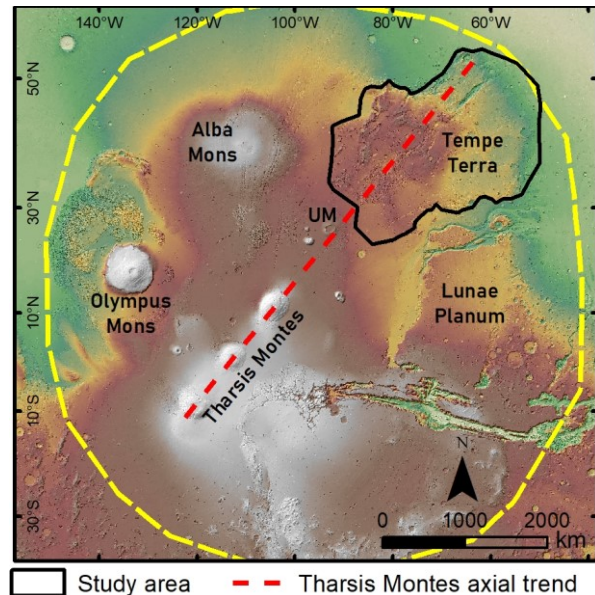 140°W 120°W 100°W 80°W 60°W
50°N
30°N
10°N
10°S
30°S
Alba
Mons
Tempe
Terra
UM
Olympus
Mons
Lunae
Planum
Tharsis Montes
N
0 1000 2000
km
Study area Tharsis Montes axial trend